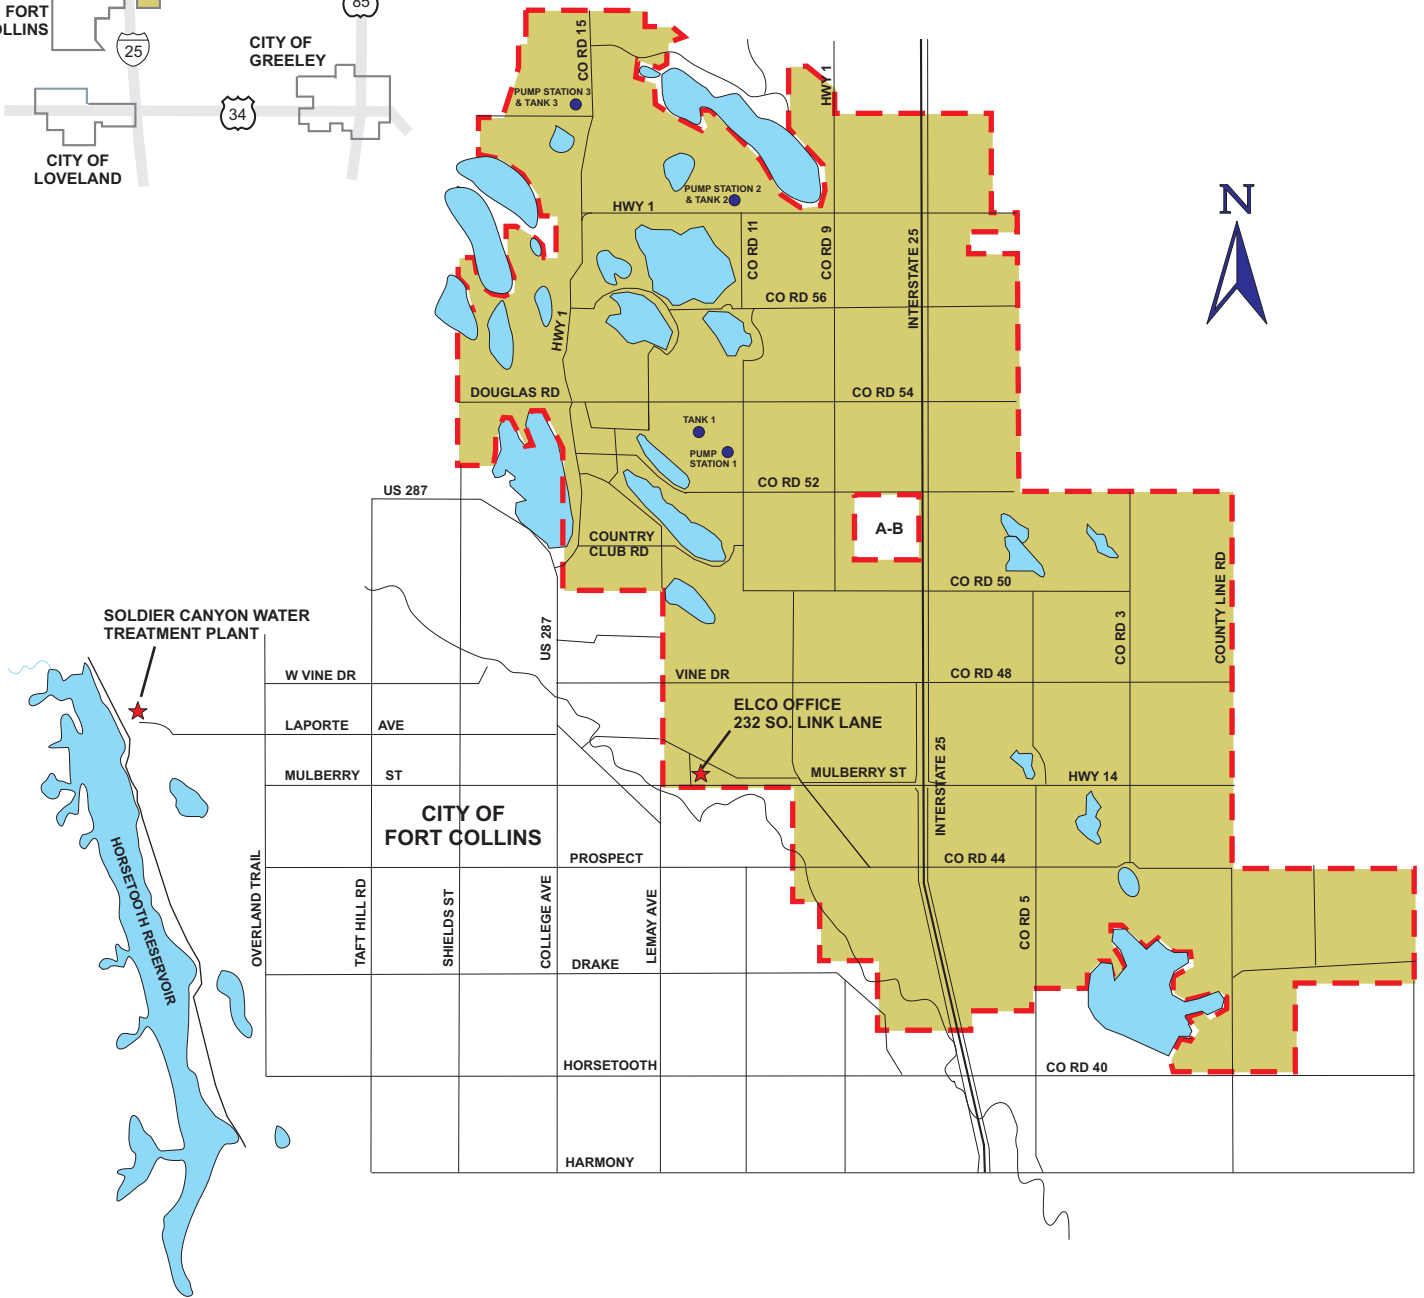 FORT
COLLINS
25
85
CITY OF
GREELEY
34
CITY OF
LOVELAND
CO RD 15
PUMP STATION 3
& TANK 3
HWY 1
N
PUMP STATION 2
& TANK 2
HWY 1
CO RD 11
CO RD 9
INTERSTATE 25
CO RD 56
HWY 1
DOUGLAS RD
CO RD 54
TANK 1
PUMP
STATION 1
CO RD 52
US 287
A-B
COUNTRY
CLUB RD
CO RD 50
CO RD 3
COUNTY LINE RD
SOLDIER CANYON WATER
TREATMENT PLANT
US 287
W VINE DR
VINE DR
CO RD 48
ELCO OFFICE
232 SO. LINK LANE
LAPORTE AVE
MULBERRY ST
MULBERRY ST
INTERSTATE 25
HWY 14
CITY OF
FORT COLLINS
PROSPECT
CO RD 44
HORSETOOTH RESERVOIR
OVERLAND TRAIL
TAFT HILL RD
SHIELDS ST
COLLEGE AVE
LEMAY AVE
CO RD 5
DRAKE
HORSETOOTH
CO RD 40
HARMONY